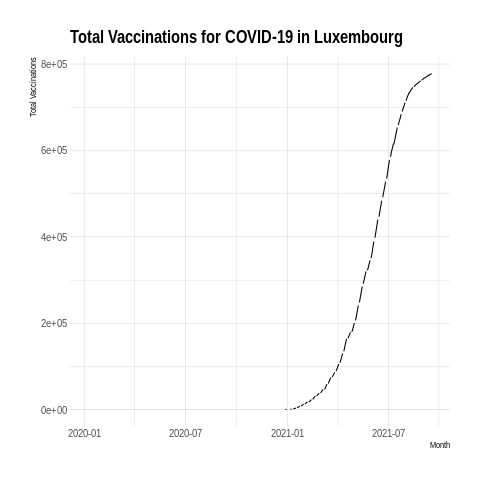 Total Vaccinations for COVID-19 in Luxembourg
Total Vaccinations
8e+05
6e+05
4e+05
2e+05
0e+00
2020-01 2020-07 2021-01 2021-07
Month